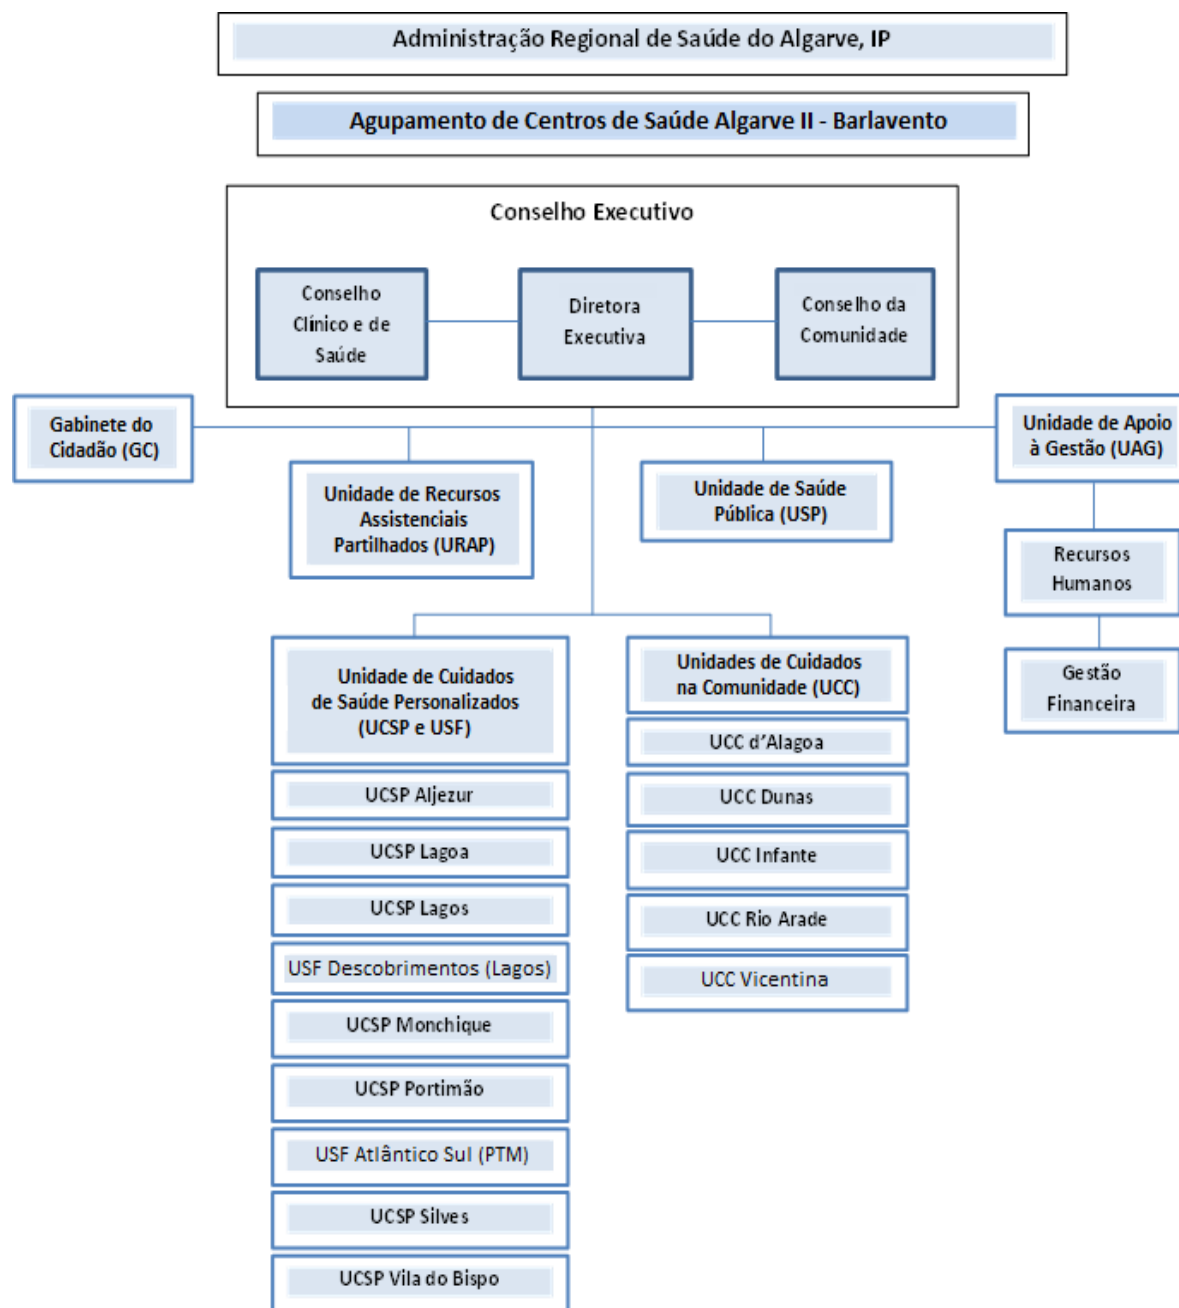 Administração Regional de Saúde do Algarve, IP
Agupamento de Centros de Saúde Algarve II - Barlavento
Conselho Executivo
Conselho
Clínico e de
Saúde
Diretora
Executiva
Conselho da
Comunidade
Gabinete do
Cidadão (GC)
Unidade de Recursos
Assistenciais
Partilhados (URAP)
Unidade de Saúde
Pública (USP)
Unidade de Apoio
à Gestão (UAG)
Recursos
Humanos
Gestão
Financeira
Unidade de Cuidados
de Saúde Personalizados
(UCSP e USF)
UCSP Aljezur
UCSP Lagoa
UCSP Lagos
USF Descobrimentos (Lagos)
UCSP Monchique
UCSP Portimão
USF Atlântico Sul (PTM)
UCSP Silves
UCSP Vila do Bispo
Unidades de Cuidados
na Comunidade (UCC)
UCC d’Alagoa
UCC Dunas
UCC Infante
UCC Rio Arade
UCC Vicentina